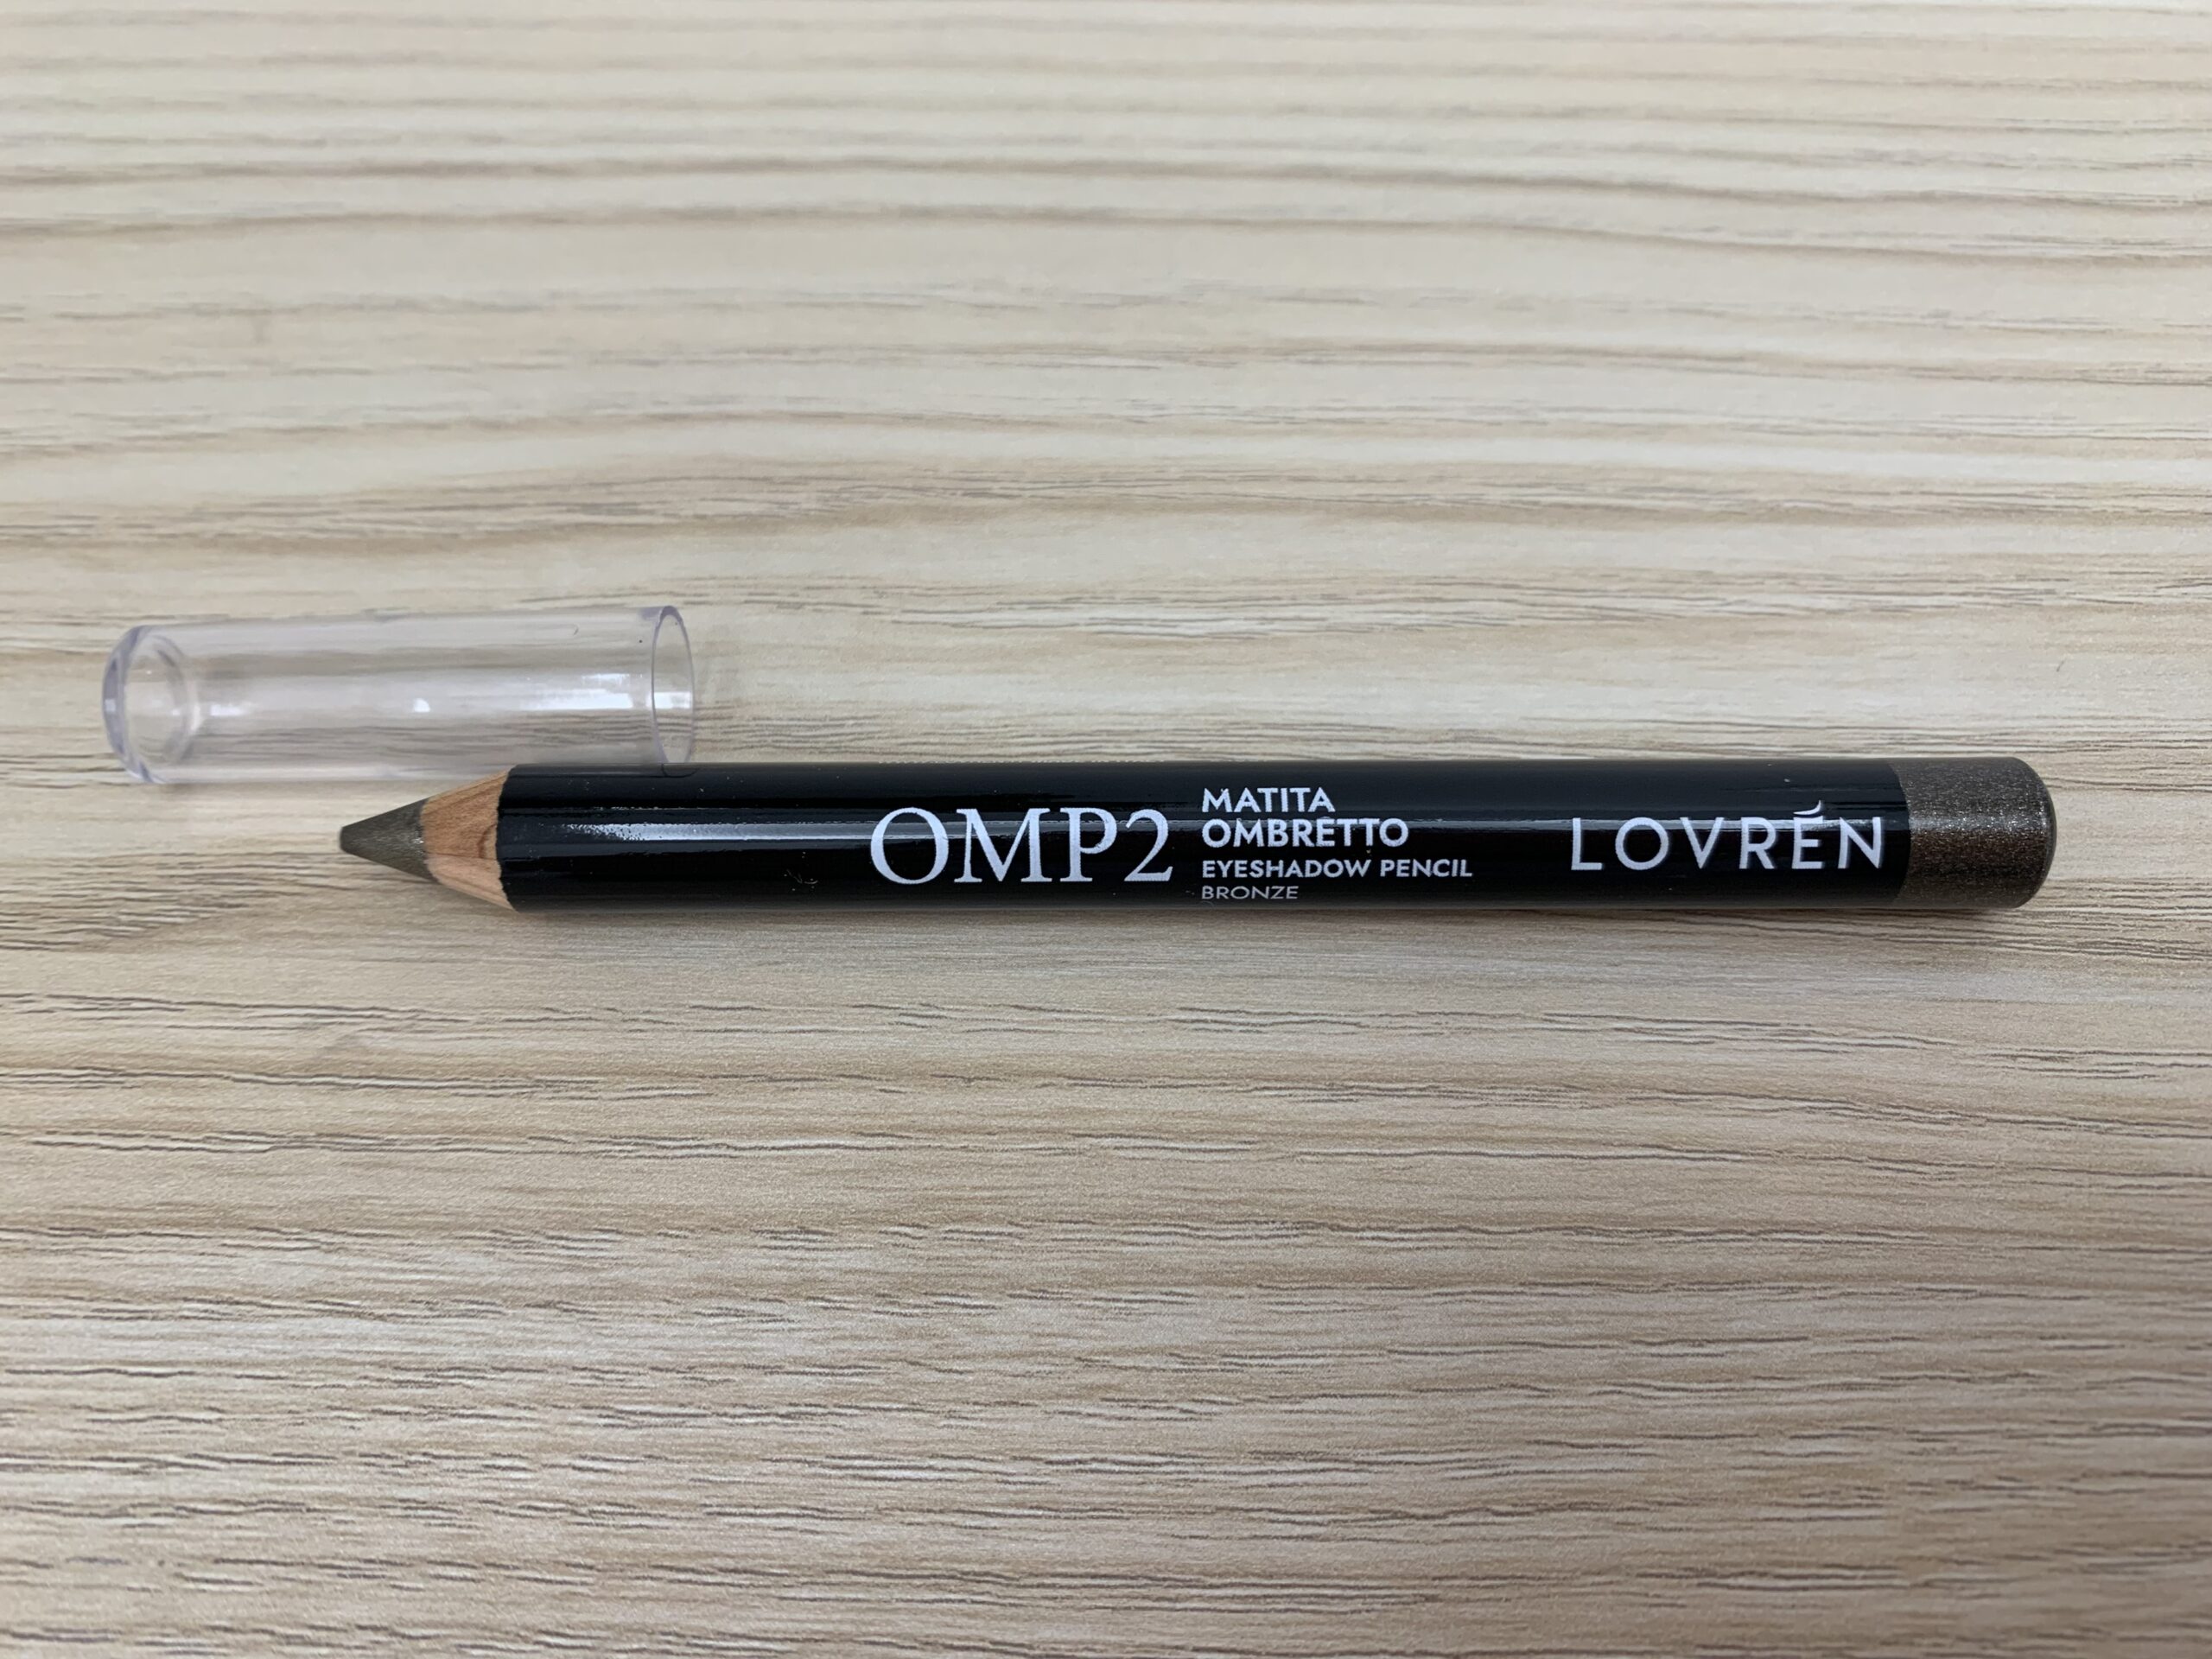 OMP2
MATITA
OMBRETTO
EYESHADOW PENCIL
BRONZE
LOVRÉN